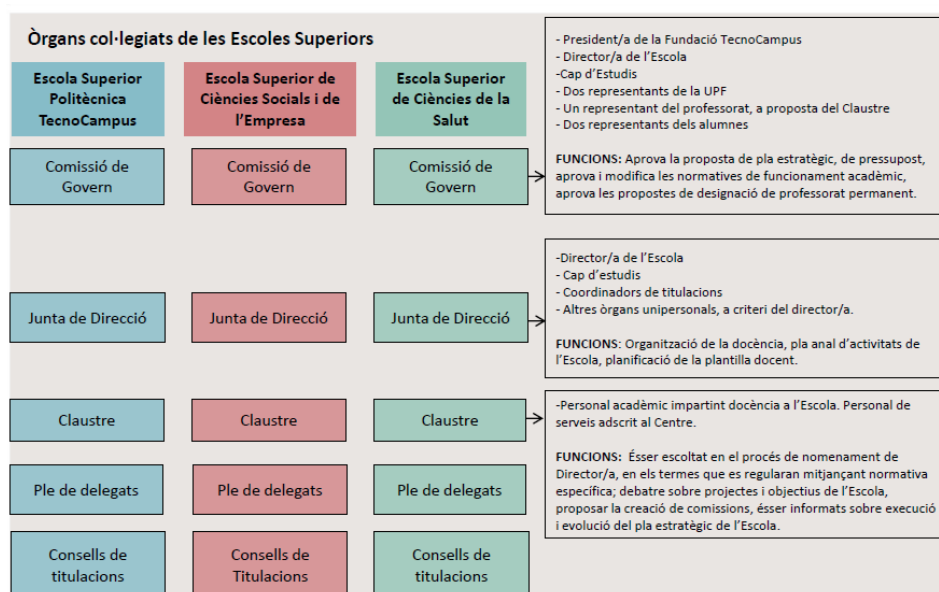 Òrgans col·legiats de les Escoles Superiors
Escola Superior
Politècnica
TecnoCampus
Escola Superior de
Ciències Socials i de
l'Empresa
Escola Superior
de Ciències de la
Salut
Comissió de
Govern
Comissió de
Govern
Comissió de
Govern
- President/a de la Fundació TecnoCampus
- Director/a de l'Escola
-Cap d'Estudis
- Dos representants de la UPF
- Un representant del professorat, a proposta del Claustre
- Dos representants dels alumnes
FUNCIONS: Aprova la proposta de pla estratègic, de pressupost,
aprova i modifica les normatives de funcionament acadèmic,
aprova les propostes de designació de professorat permanent.
Junta de Direcció
Junta de Direcció
Junta de Direcció
-Director/a de l'Escola
- Cap d'estudis
- Coordinadors de titulacions
- Altres òrgans unipersonals, a criteri del director/a.
FUNCIONS: Organització de la docència, pla anal d'activitats de
l'Escola, planificació de la plantilla docent.
Claustre
Claustre
Claustre
-Personal acadèmic impartint docència a l'Escola. Personal de
serveis adscrit al Centre.
FUNCIONS: Ésser escoltat en el procés de nomenament de
Director/a, en els termes que es regularan mitjançant normativa
específica; debatre sobre projectes i objectius de l'Escola,
proposar la creació de comissions, ésser informats sobre execució
i evolució del pla estratègic de l'Escola.
Ple de delegats
Ple de delegats
Ple de delegats
Consells de
titulacions
Consells de
Titulacions
Consells de
titulacions